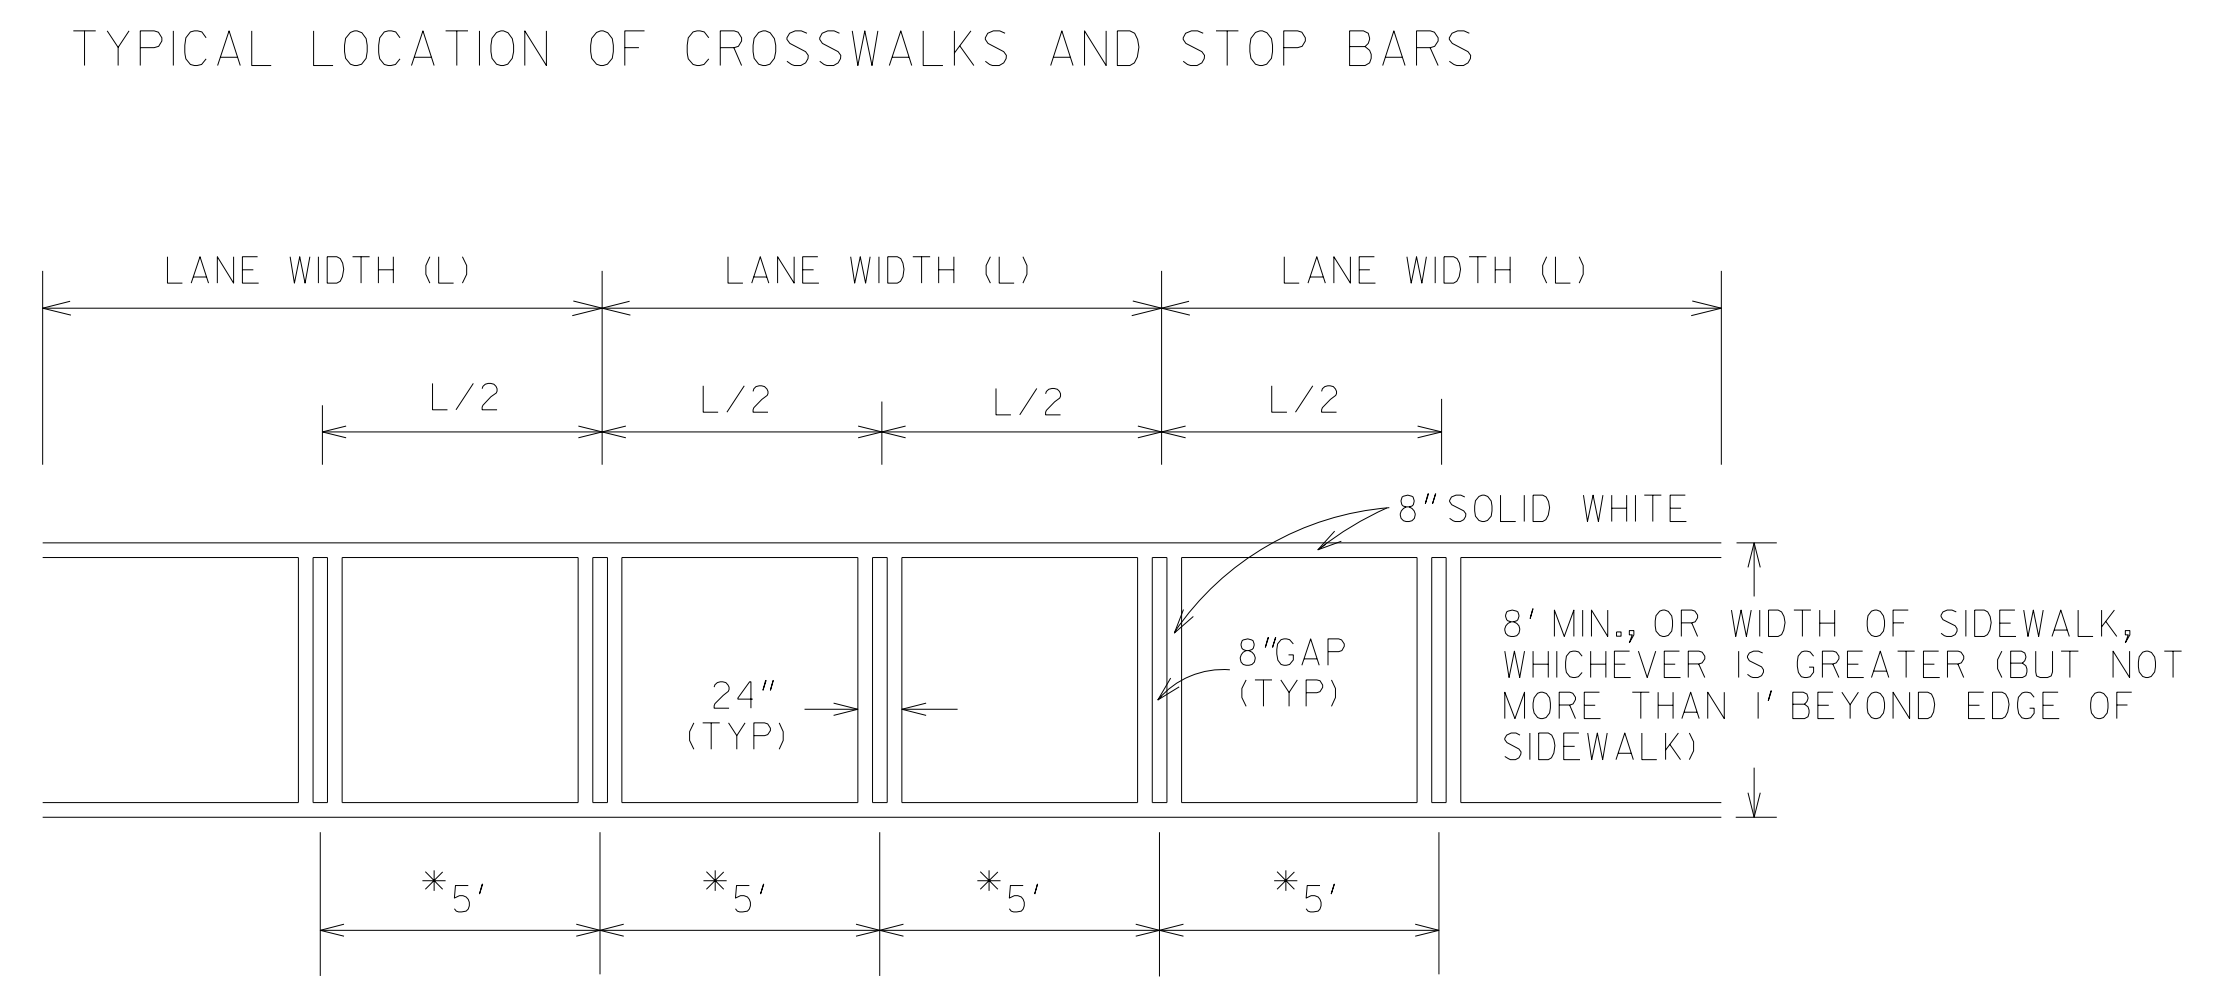 TYPICAL LOCATION OF CROSSWALKS AND STOP BARS
LANE WIDTH (L)
LANE WIDTH (L)
LANE WIDTH (L)
L/2
L/2
L/2
L/2
8" SOLID WHITE
8' MIN., OR WIDTH OF SIDEWALK,
WHICHEVER IS GREATER (BUT NOT
MORE THAN 1' BEYOND EDGE OF
SIDEWALK)
8" GAP
(TYP)
24"
(TYP)
*5'
*5'
*5'
*5'